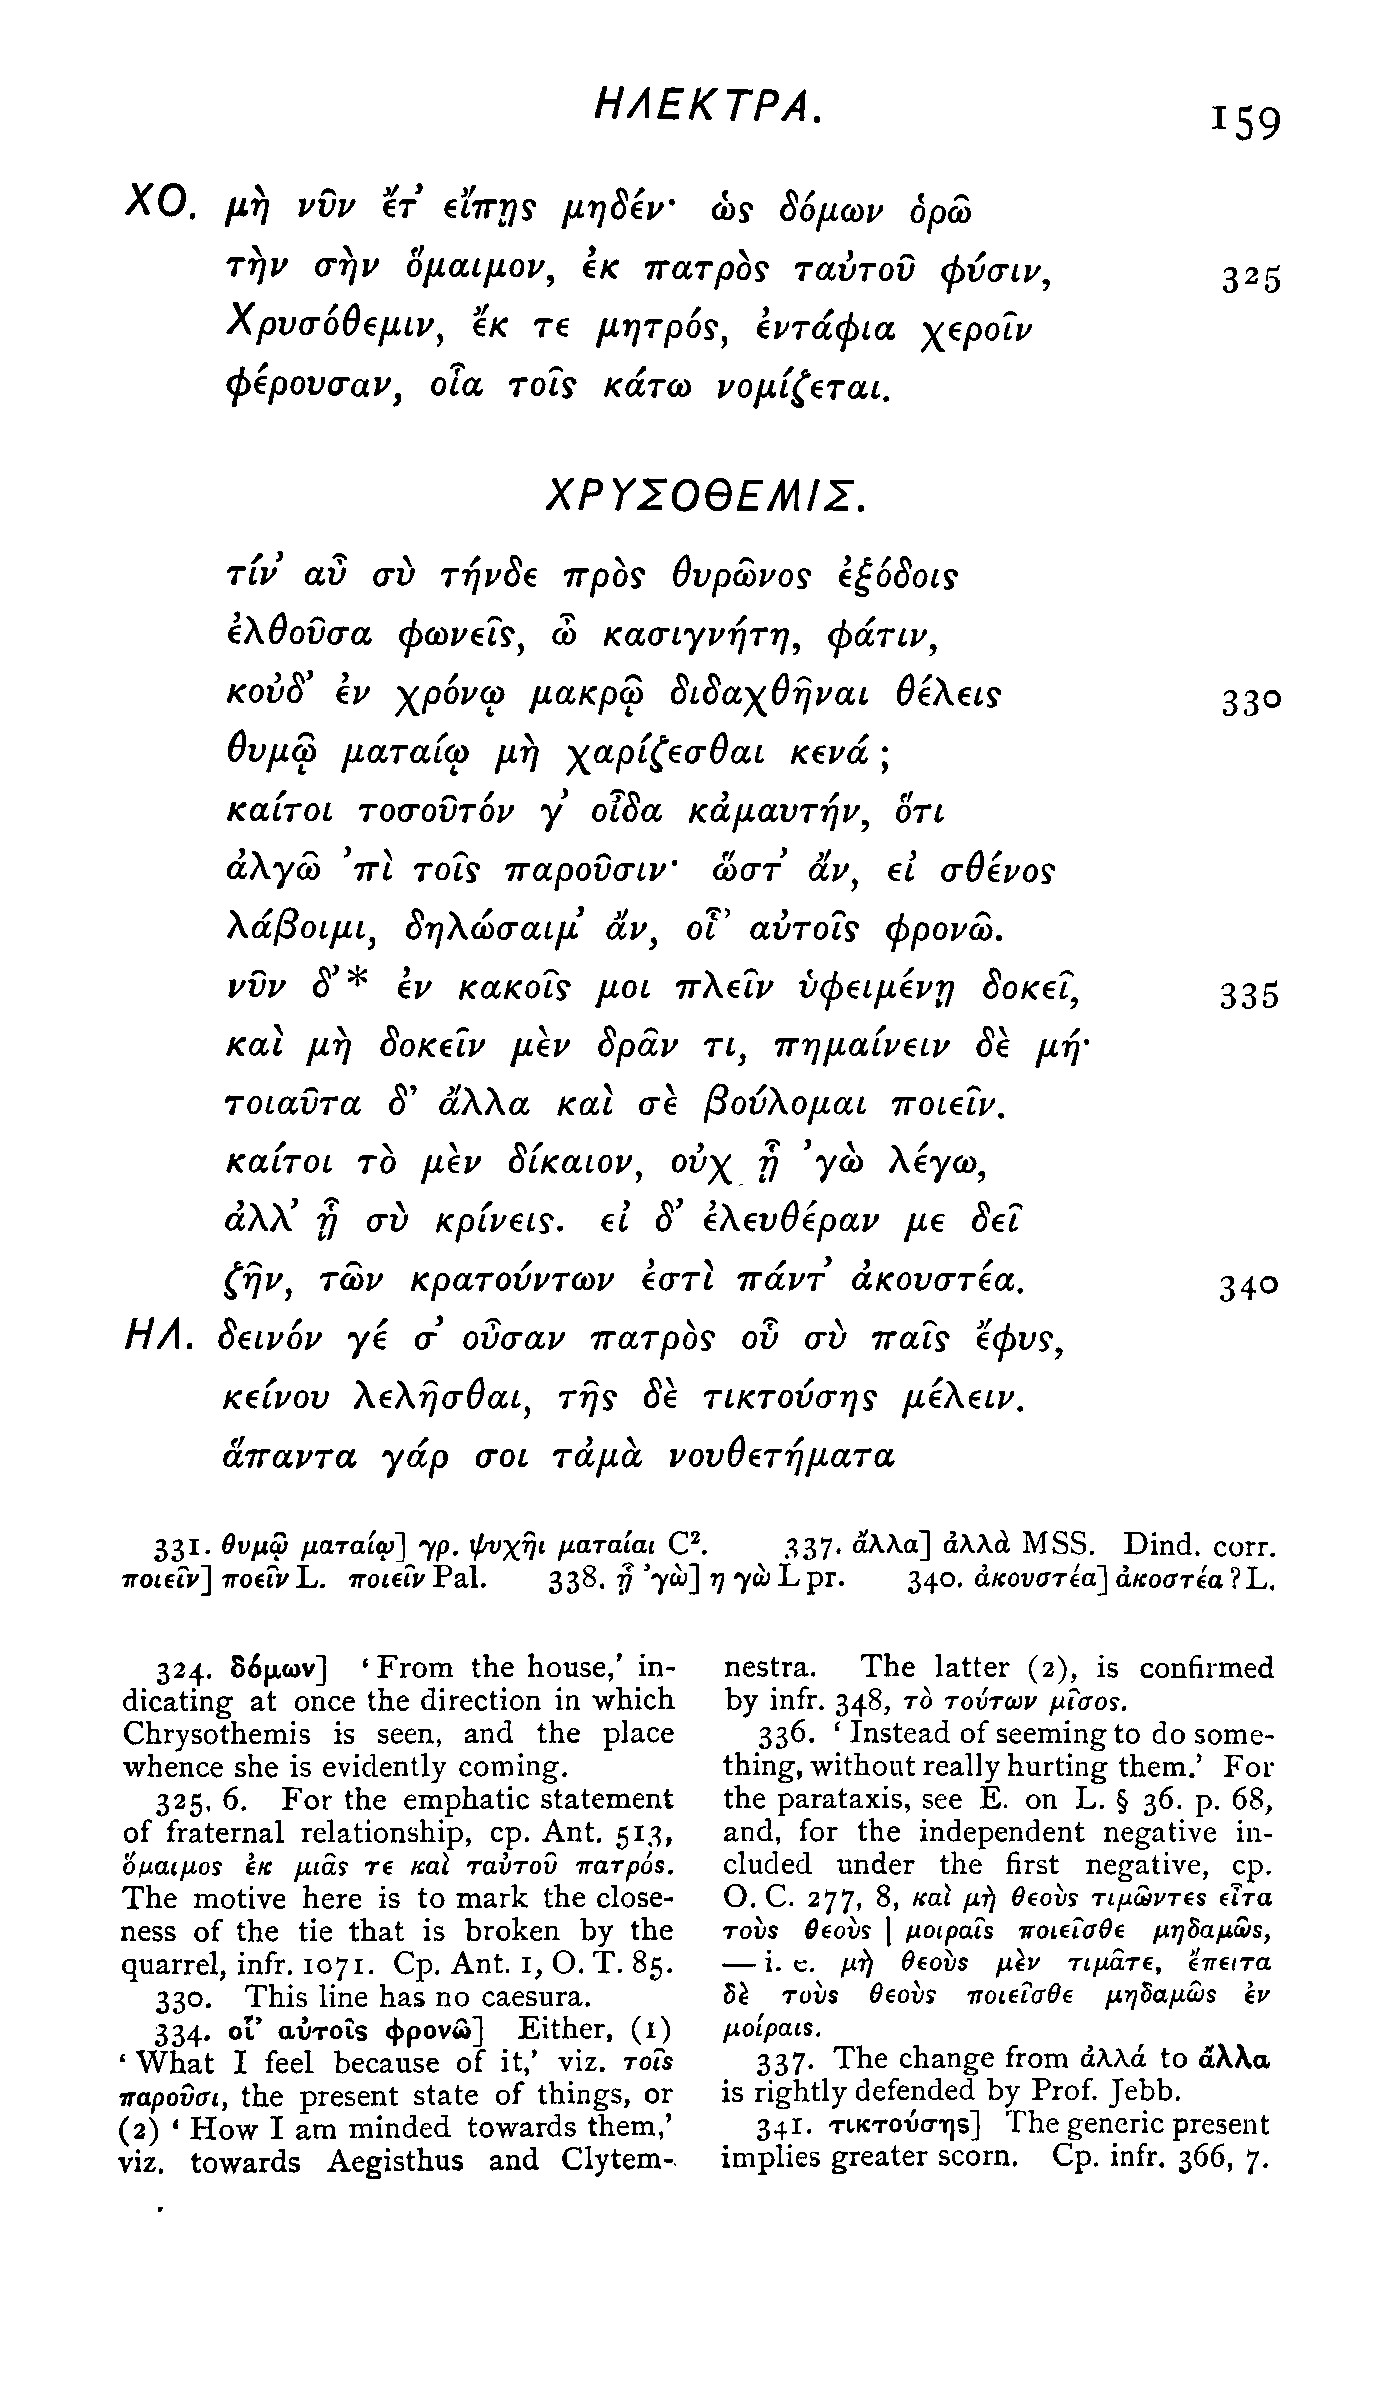 ΗΛΕΚΤΡΑ.
159
ΧΟ. μὴ νῦν ἔτ' εἴπῃς μηδέν· ὡς δόμων ὁρῶ
τὴν σὴν ὅμαιμον, ἐκ πατρὸς ταὐτοῦ φύσιν, 325
Χρυσόθεμιν, ἔκ τε μητρός, ἐντάφια χεροῖν
φέρουσαν, οἷα τοῖς κάτω νομίζεται.
ΧΡΥΣΟΘΕΜΙΣ.
τίν' αὖ σὺ τήνδε πρὸς θυρῶνος ἐξόδοις
ἐλθοῦσα φωνεῖς, ὦ κασιγνήτη, φάτιν,
κοὐδ' ἐν χρόνῳ μακρῷ διδαχθῆναι θέλεις 330
θυμῷ ματαίῳ μὴ χαρίζεσθαι κενά ;
καίτοι τοσοῦτόν γ' οἶδα κἀμαυτήν, ὅτι
ἀλγῶ 'πὶ τοῖς παροῦσιν· ὥστ' ἄν, εἰ σθένος
λάβοιμι, δηλώσαιμ' ἄν, οἷ' αὐτοῖς φρονῶ.
νῦν δ'* ἐν κακοῖς μοι πλεῖν ὑφειμένῃ δοκεῖ, 335
καὶ μὴ δοκεῖν μὲν δρᾶν τι, πημαίνειν δὲ μή·
τοιαῦτα δ' ἄλλα καὶ σὲ βούλομαι ποιεῖν.
καίτοι τὸ μὲν δίκαιον, οὐχ ᾗ 'γὼ λέγω,
ἀλλ' ᾗ σὺ κρίνεις. εἰ δ' ἐλευθέραν με δεῖ
ζῆν, τῶν κρατούντων ἐστὶ πάντ' ἀκουστέα. 340
ΗΛ. δεινόν γέ σ' οὖσαν πατρὸς οὗ σὺ παῖς ἔφυς,
κείνου λελῆσθαι, τῆς δὲ τικτούσης μέλειν.
ἅπαντα γάρ σοι τἀμὰ νουθετήματα
331. θυμῷ ματαίῳ] γρ. ψυχῆι ματαίαι C². 337. ἄλλα] ἀλλὰ MSS. Dind. corr.
ποιεῖν] ποεῖν L. ποιεῖν Pal. 338. ᾗ 'γὼ] η γὼ L pr. 340. ἀκουστέα] ἀκοστέα ? L.
324. δόμων] 'From the house,' in-
dicating at once the direction in which
Chrysothemis is seen, and the place
whence she is evidently coming.
325, 6. For the emphatic statement
of fraternal relationship, cp. Ant. 513,
ὅμαιμος ἐκ μιᾶς τε καὶ ταὐτοῦ πατρός.
The motive here is to mark the close-
ness of the tie that is broken by the
quarrel, infr. 1071. Cp. Ant. 1, O. T. 85.
330. This line has no caesura.
334. οἷ' αὐτοῖς φρονῶ] Either, (1)
'What I feel because of it,' viz. τοῖς
παροῦσι, the present state of things, or
(2) 'How I am minded towards them,'
viz. towards Aegisthus and Clytem-
nestra. The latter (2), is confirmed
by infr. 348, τὸ τούτων μῖσος.
336. 'Instead of seeming to do some-
thing, without really hurting them.' For
the parataxis, see E. on L. § 36. p. 68,
and, for the independent negative in-
cluded under the first negative, cp.
O. C. 277, 8, καὶ μὴ θεοὺς τιμῶντες εἶτα
τοὺς θεοὺς | μοιραῖς ποιεῖσθε μηδαμῶς,
— i. e. μὴ θεοὺς μὲν τιμᾶτε, ἔπειτα
δὲ τοὺς θεοὺς ποιεῖσθε μηδαμῶς ἐν
μοίραις.
337. The change from ἀλλά to ἄλλα
is rightly defended by Prof. Jebb.
341. τικτούσης] The generic present
implies greater scorn. Cp. infr. 366, 7.